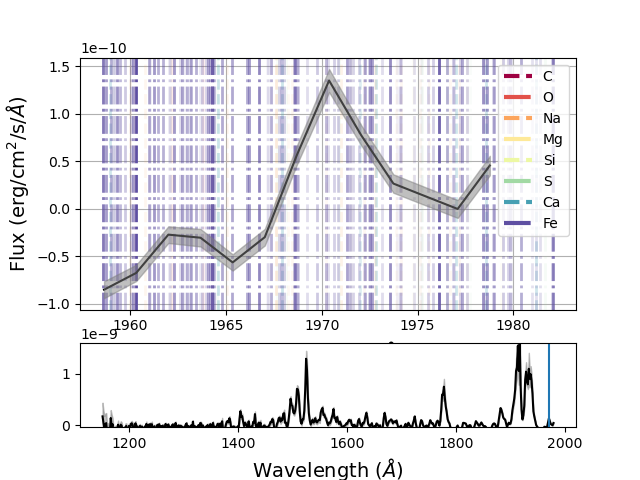 1e−10
1.5
1.0
0.5
0.0
−0.5
−1.0
Flux (erg/cm²/s/Å)
C
O
Na
Mg
Si
S
Ca
Fe
1960 1965 1970 1975 1980
1e−9
1
0
1200 1400 1600 1800 2000
Wavelength (Å)